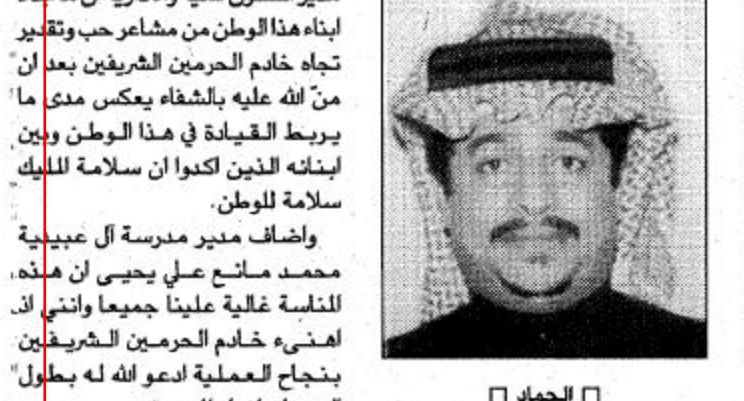 ابناء هذا الوطن من مشاعر حب وتقدير
تجاه خادم الحرمين الشريفين بعد ان
منّ الله عليه بالشفاء يعكس مدى ما
يربط القيادة في هذا الوطن وبين
ابنائه الذين اكدوا ان سلامة المليك
سلامة للوطن.
واضاف مدير مدرسة آل عبيدية
محمد مانع علي يحيى ان هذه
المناسة غالية علينا جميعا وانني اذ
اهنىء خادم الحرمين الشريفين
بنجاح العملية ادعو الله له بطول
□ الحماد □